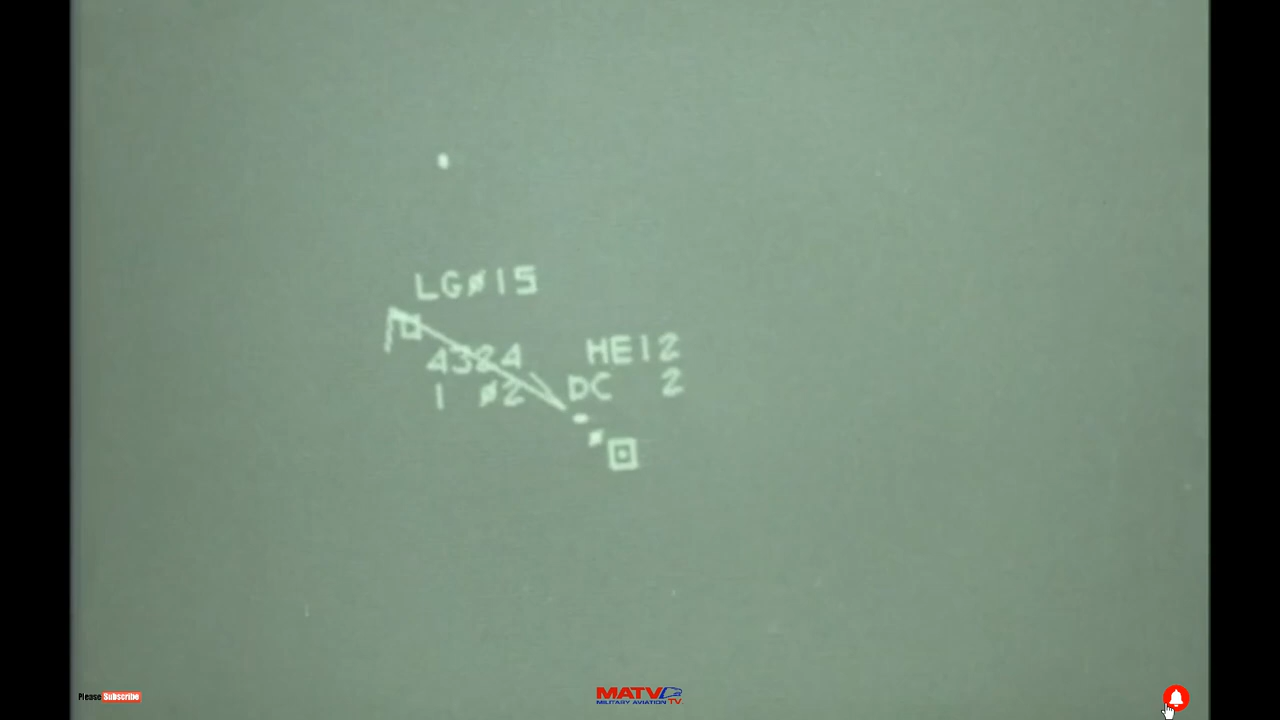 LGØ15
4324
1 Ø2
HE12
DC 2
Please Subscribe
MATV
MILITARY AVIATION TV.